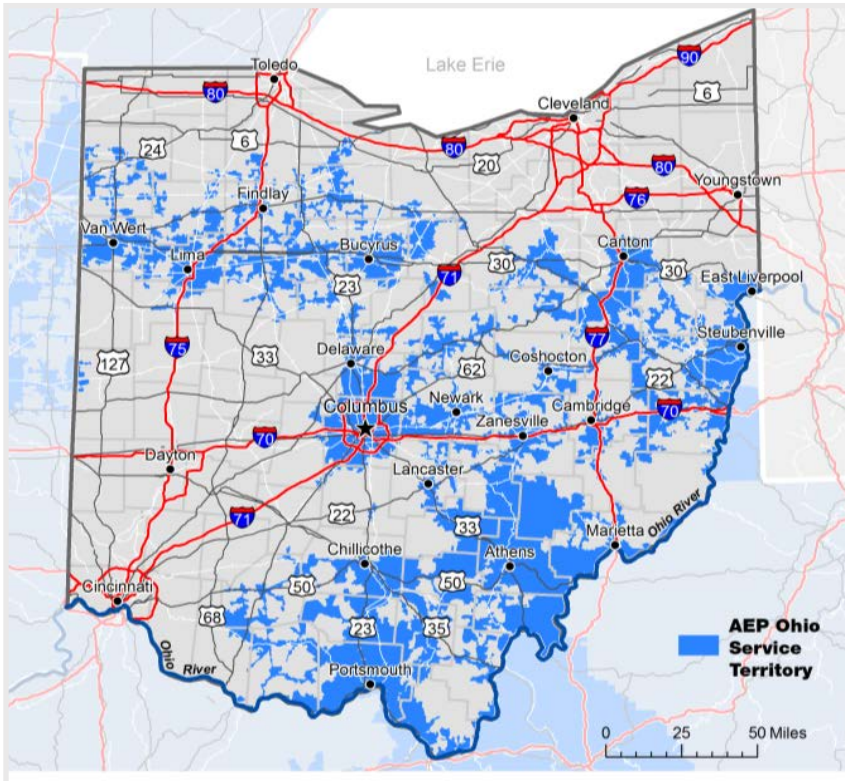 Toledo
Lake Erie
90
80
Cleveland
6
24
6
80
20
80
Findlay
76
Youngstown
Van Wert
Lima
Bucyrus
Canton
71
30
30
23
East Liverpool
75
77
Steubenville
127
33
Delaware
62
Coshocton
22
Columbus
Newark
Zanesville
Cambridge
70
70
Dayton
Lancaster
71
22
33
Marietta
Ohio River
Chillicothe
Athens
50
50
Cincinnati
68
23
35
Ohio
River
Portsmouth
AEP Ohio
Service
Territory
0 25 50 Miles